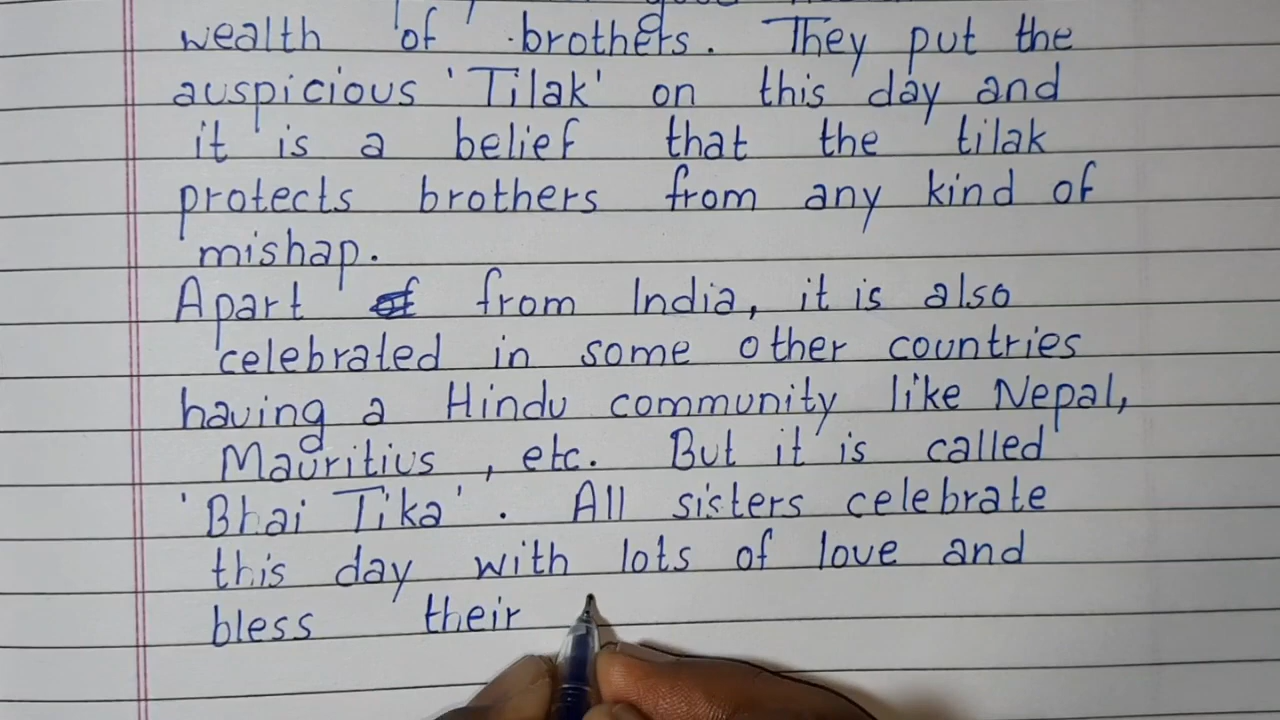 wealth of brothers. They put the
auspicious 'Tilak' on this day and
it is a belief that the tilak
protects brothers from any kind of
mishap.
Apart from India, it is also
celebrated in some other countries
having a Hindu community like Nepal,
Mauritius, etc. But it is called
'Bhai Tika'. All sisters celebrate
this day with lots of love and
bless their